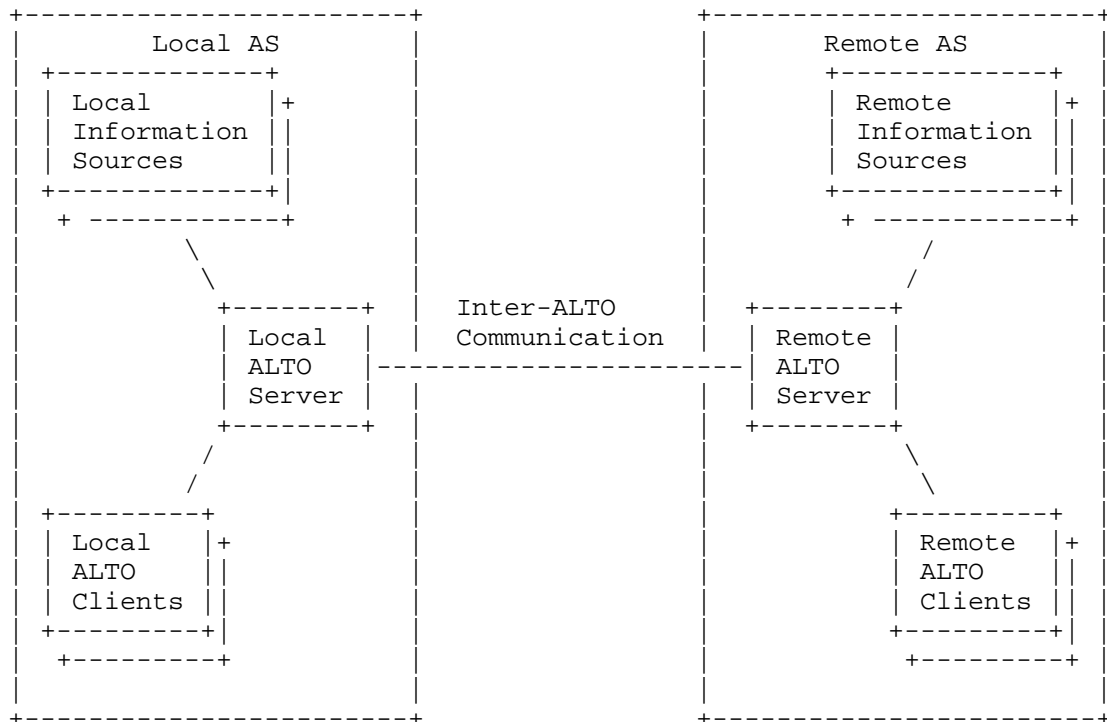 Local AS
Remote AS
Local
Information
Sources
Remote
Information
Sources
Inter-ALTO
Communication
Local
ALTO
Server
Remote
ALTO
Server
Local
ALTO
Clients
Remote
ALTO
Clients